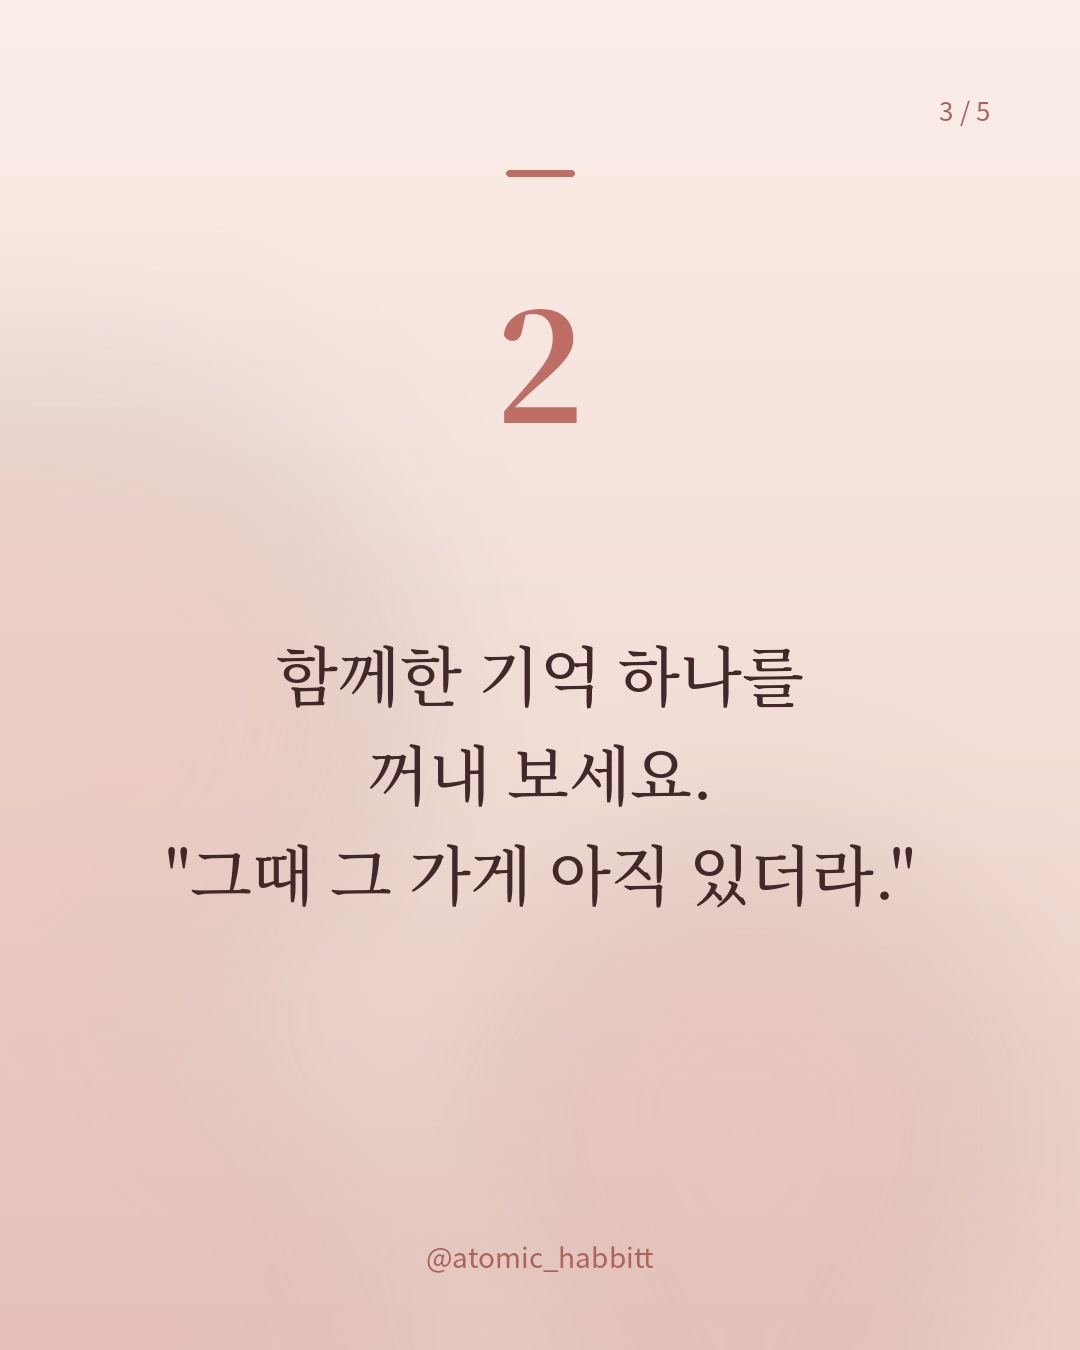 3 / 5
2
함께한 기억 하나를
꺼내 보세요.
"그때 그 가게 아직 있더라."
@atomic_habbitt